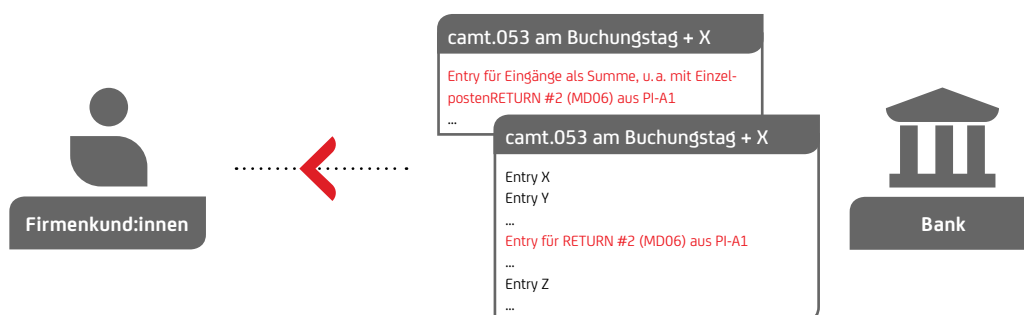 camt.053 am Buchungstag + X
Entry für Eingänge als Summe, u. a. mit Einzel-
postenRETURN #2 (MD06) aus PI-A1
...
camt.053 am Buchungstag + X
Entry X
Entry Y
...
Entry für RETURN #2 (MD06) aus PI-A1
...
Entry Z
...
Firmenkund:innen
Bank